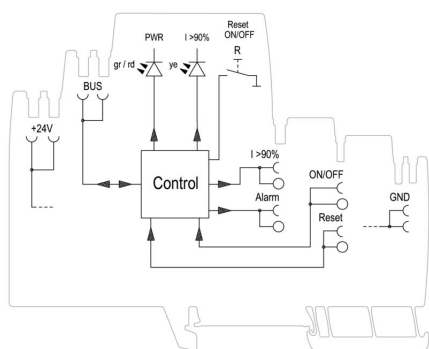 PWR
I >90%
Reset
ON/OFF
R
gr / rd
ye
BUS
+24V
Control
I >90%
Alarm
ON/OFF
Reset
GND